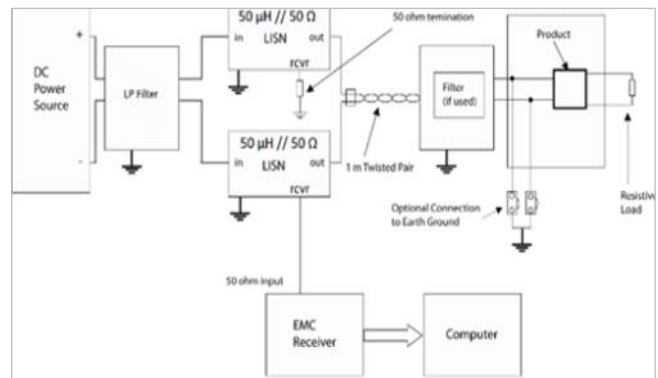 50 µH // 50 Ω
in LISN out
rcvr
50 ohm temination
Product
+
DC
Power
Source
-
LP Filter
Filter
(if used)
50 µH // 50 Ω
in LISN out
rcvr
1 m Twisted Pair
Optional Connection
to Earth Ground
Resistive
Load
50 ohm input
EMC
Receiver
Computer